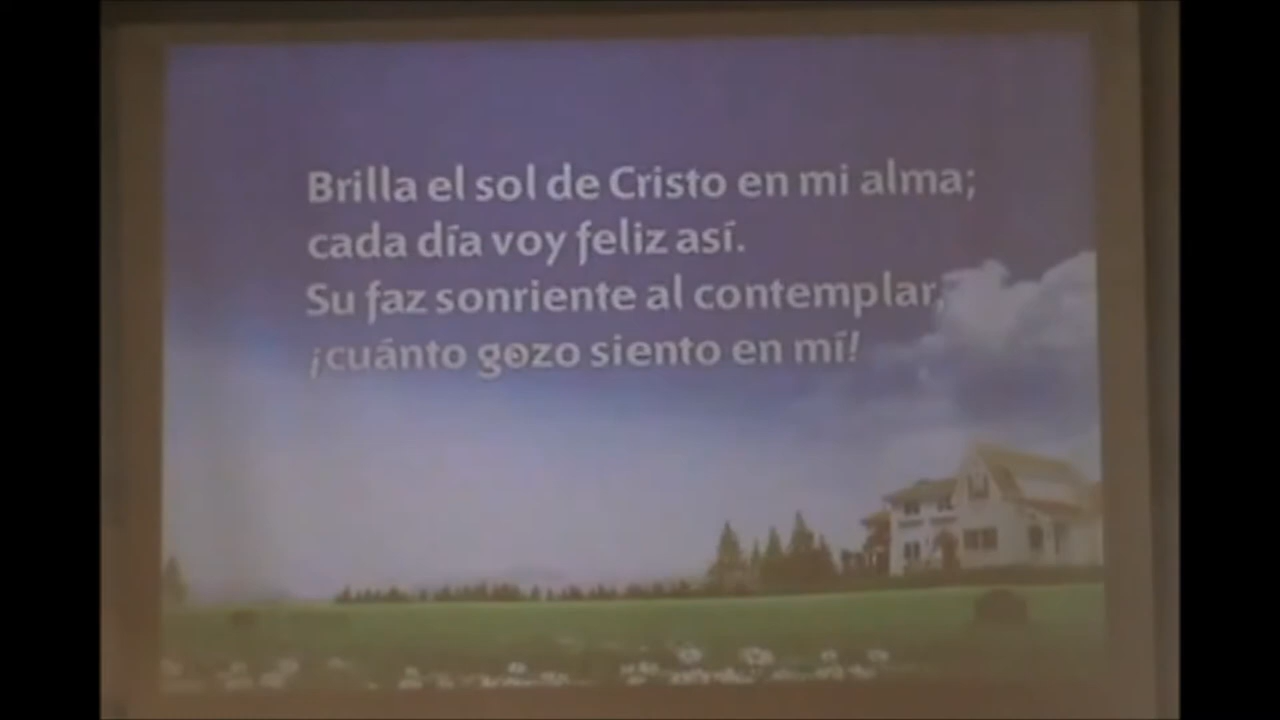 Brilla el sol de Cristo en mi alma;
cada día voy feliz así.
Su faz sonriente al contemplar,
¡cuánto gozo siento en mí!